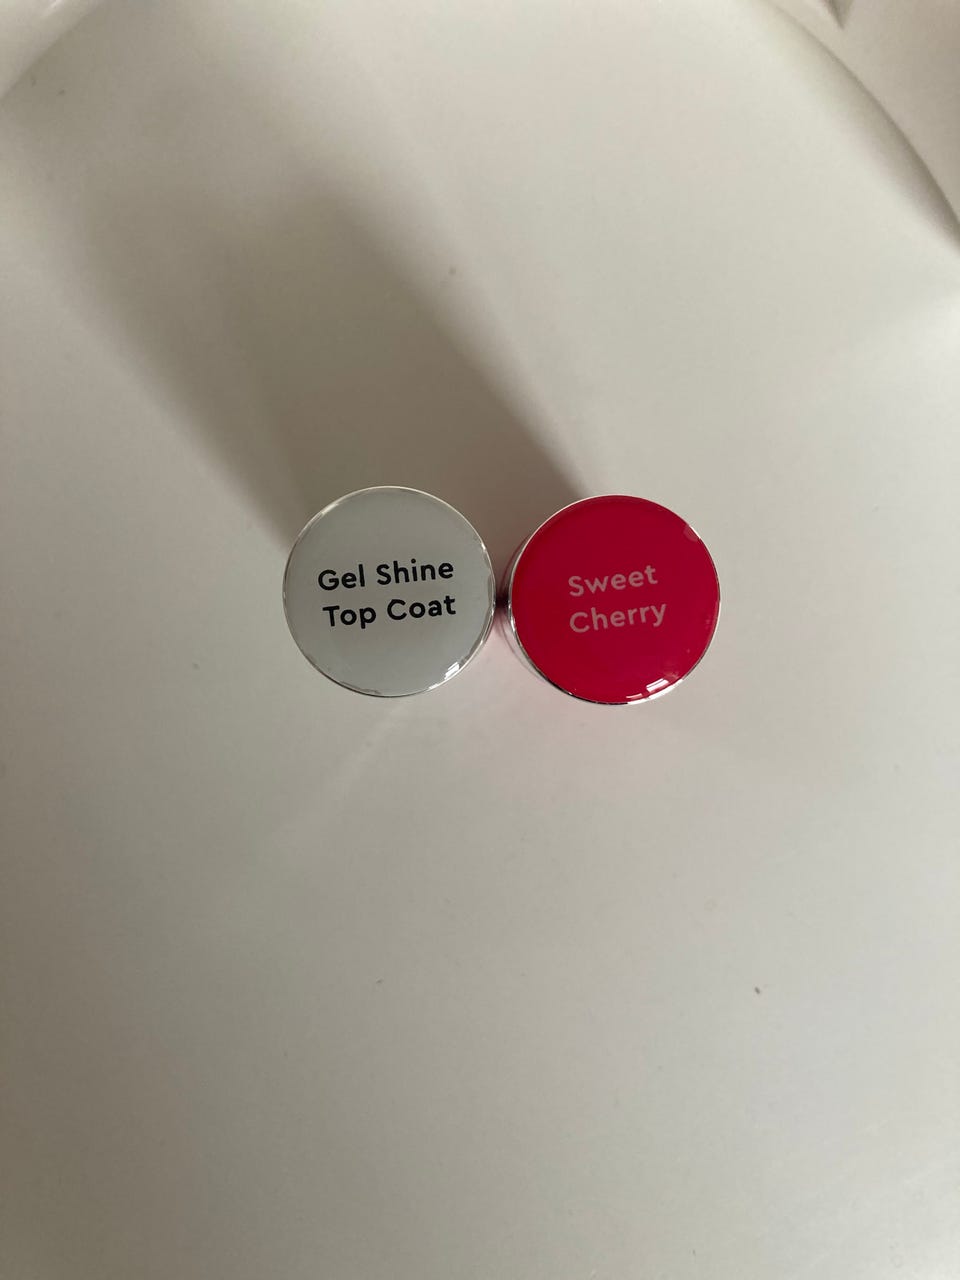 Gel Shine
Top Coat
Sweet
Cherry